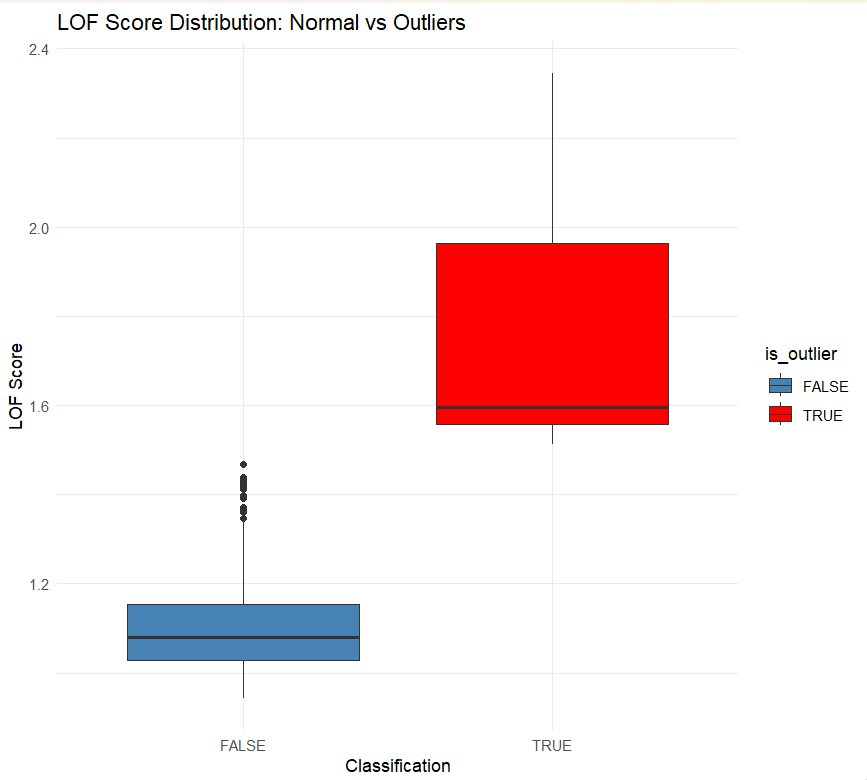 LOF Score Distribution: Normal vs Outliers
2.4
2.0
1.6
1.2
LOF Score
FALSE
TRUE
Classification
is_outlier
FALSE
TRUE